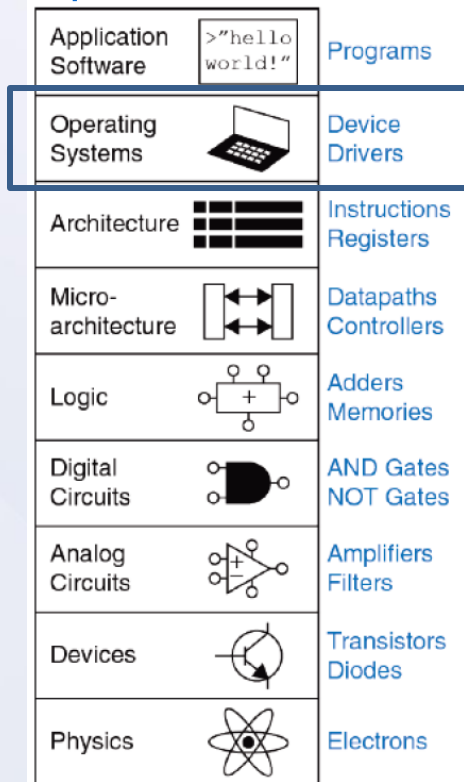 Application
Software
>"hello
world!"
Programs
Operating
Systems
Device
Drivers
Architecture
Instructions
Registers
Micro-
architecture
Datapaths
Controllers
Logic
+
Adders
Memories
Digital
Circuits
AND Gates
NOT Gates
Analog
Circuits
+
−
Amplifiers
Filters
Devices
Transistors
Diodes
Physics
Electrons